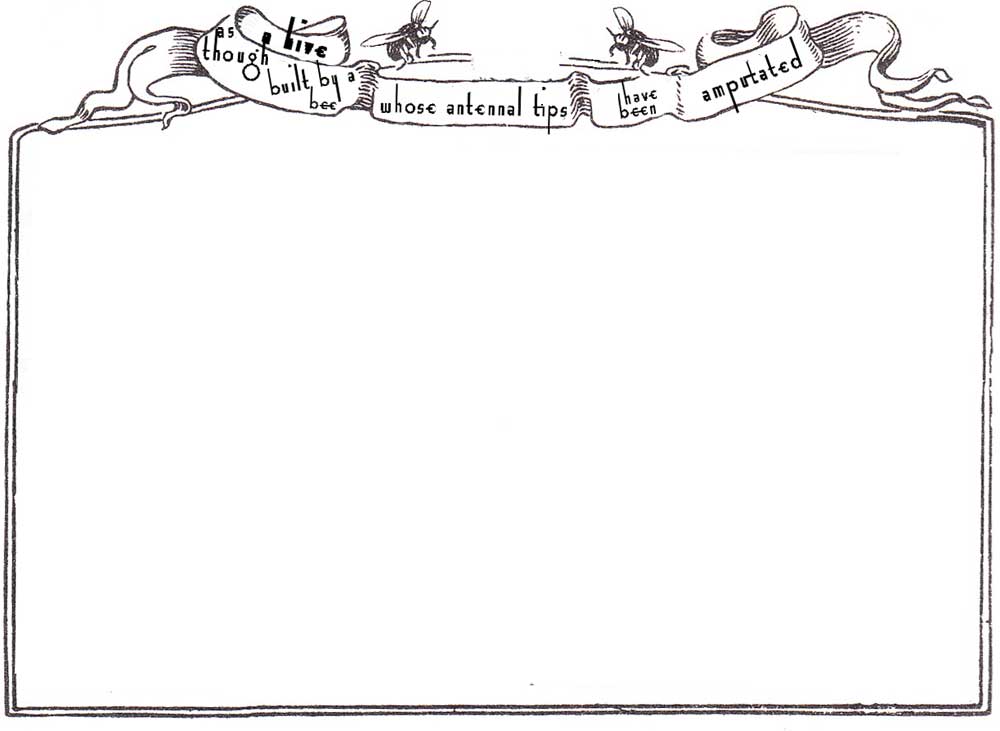 as though a hive
built by a bee
whose antennal tips
have been
amputated